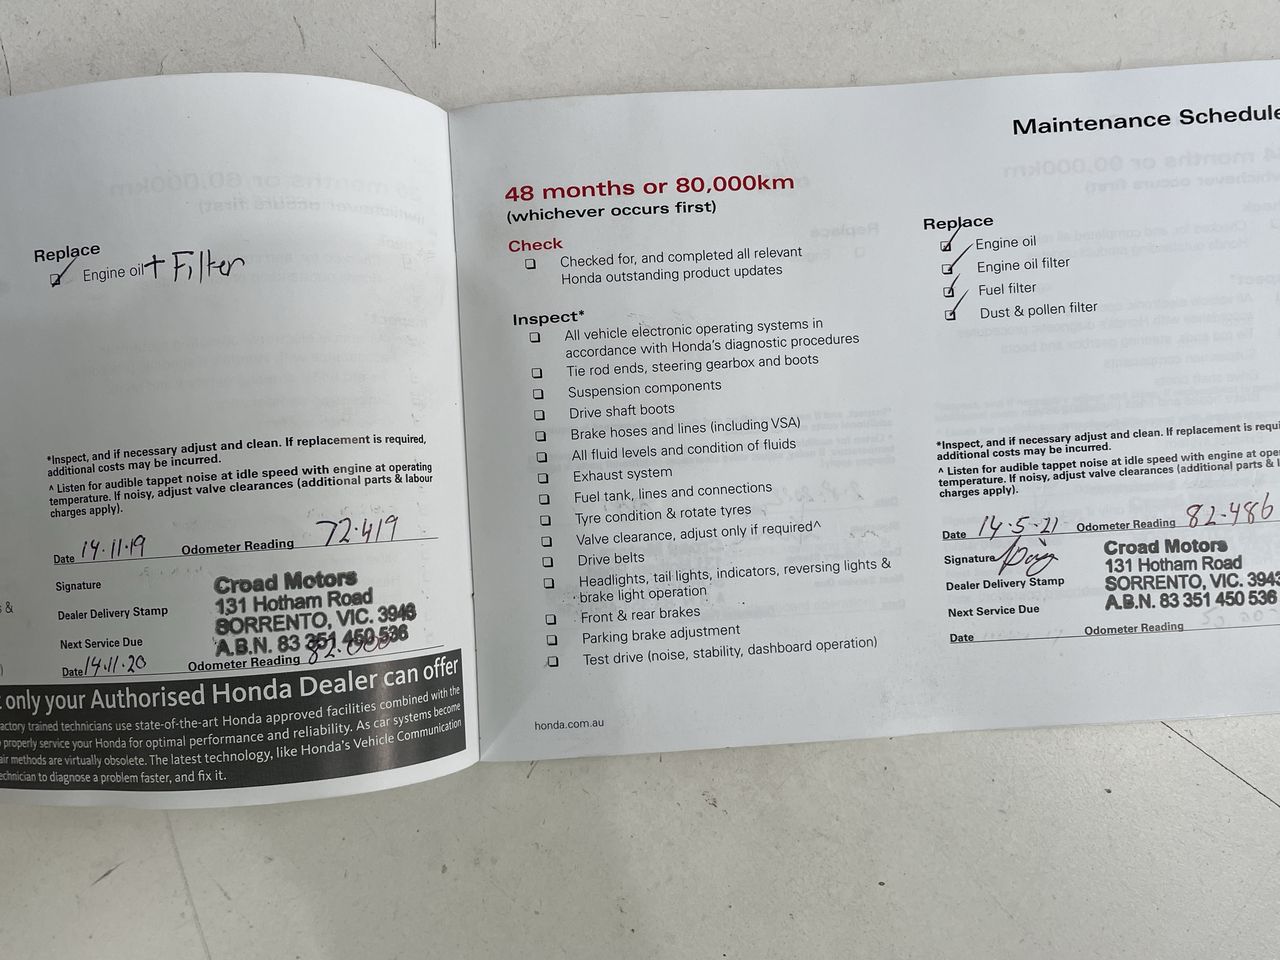 Replace
Engine oil + Filter
*Inspect, and if necessary adjust and clean. If replacement is required,
additional costs may be incurred.
^ Listen for audible tappet noise at idle speed with engine at operating
temperature. If noisy, adjust valve clearances (additional parts & labour
charges apply).
Date 14.11.19 Odometer Reading 72.419
Signature
Dealer Delivery Stamp
Croad Motors
131 Hotham Road
SORRENTO, VIC. 3943
A.B.N. 83 351 450 536
Next Service Due
Date 14.11.20 Odometer Reading 82.000
only your Authorised Honda Dealer can offer
factory trained technicians use state-of-the-art Honda approved facilities combined with the
properly service your Honda for optimal performance and reliability. As car systems become
air methods are virtually obsolete. The latest technology, like Honda's Vehicle Communication
echnician to diagnose a problem faster, and fix it.
Maintenance Schedule
48 months or 80,000km
(whichever occurs first)
Check
Checked for, and completed all relevant
Honda outstanding product updates
Inspect*
All vehicle electronic operating systems in
accordance with Honda's diagnostic procedures
Tie rod ends, steering gearbox and boots
Suspension components
Drive shaft boots
Brake hoses and lines (including VSA)
All fluid levels and condition of fluids
Exhaust system
Fuel tank, lines and connections
Tyre condition & rotate tyres
Valve clearance, adjust only if required^
Drive belts
Headlights, tail lights, indicators, reversing lights &
brake light operation
Front & rear brakes
Parking brake adjustment
Test drive (noise, stability, dashboard operation)
honda.com.au
Replace
Engine oil
Engine oil filter
Fuel filter
Dust & pollen filter
*Inspect, and if necessary adjust and clean. If replacement is requi
additional costs may be incurred.
^ Listen for audible tappet noise at idle speed with engine at ope
temperature. If noisy, adjust valve clearances (additional parts &
charges apply).
Date 14.5.21 Odometer Reading 82.486
Signature
Dealer Delivery Stamp
Croad Motors
131 Hotham Road
SORRENTO, VIC. 3943
A.B.N. 83 351 450 536
Next Service Due
Date Odometer Reading